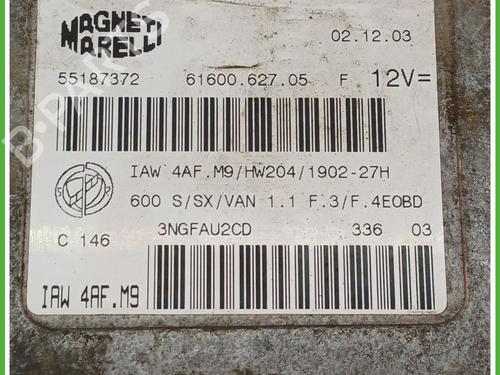 MAGNETI MARELLI
02.12.03
55187372 61600.627.05 F 12V=
IAW 4AF.M9/HW204/1902-27H
600 S/SX/VAN 1.1 F.3/F.4EOBD
C 146 3NGFAU2CD 336 03
IAW 4AF.M9